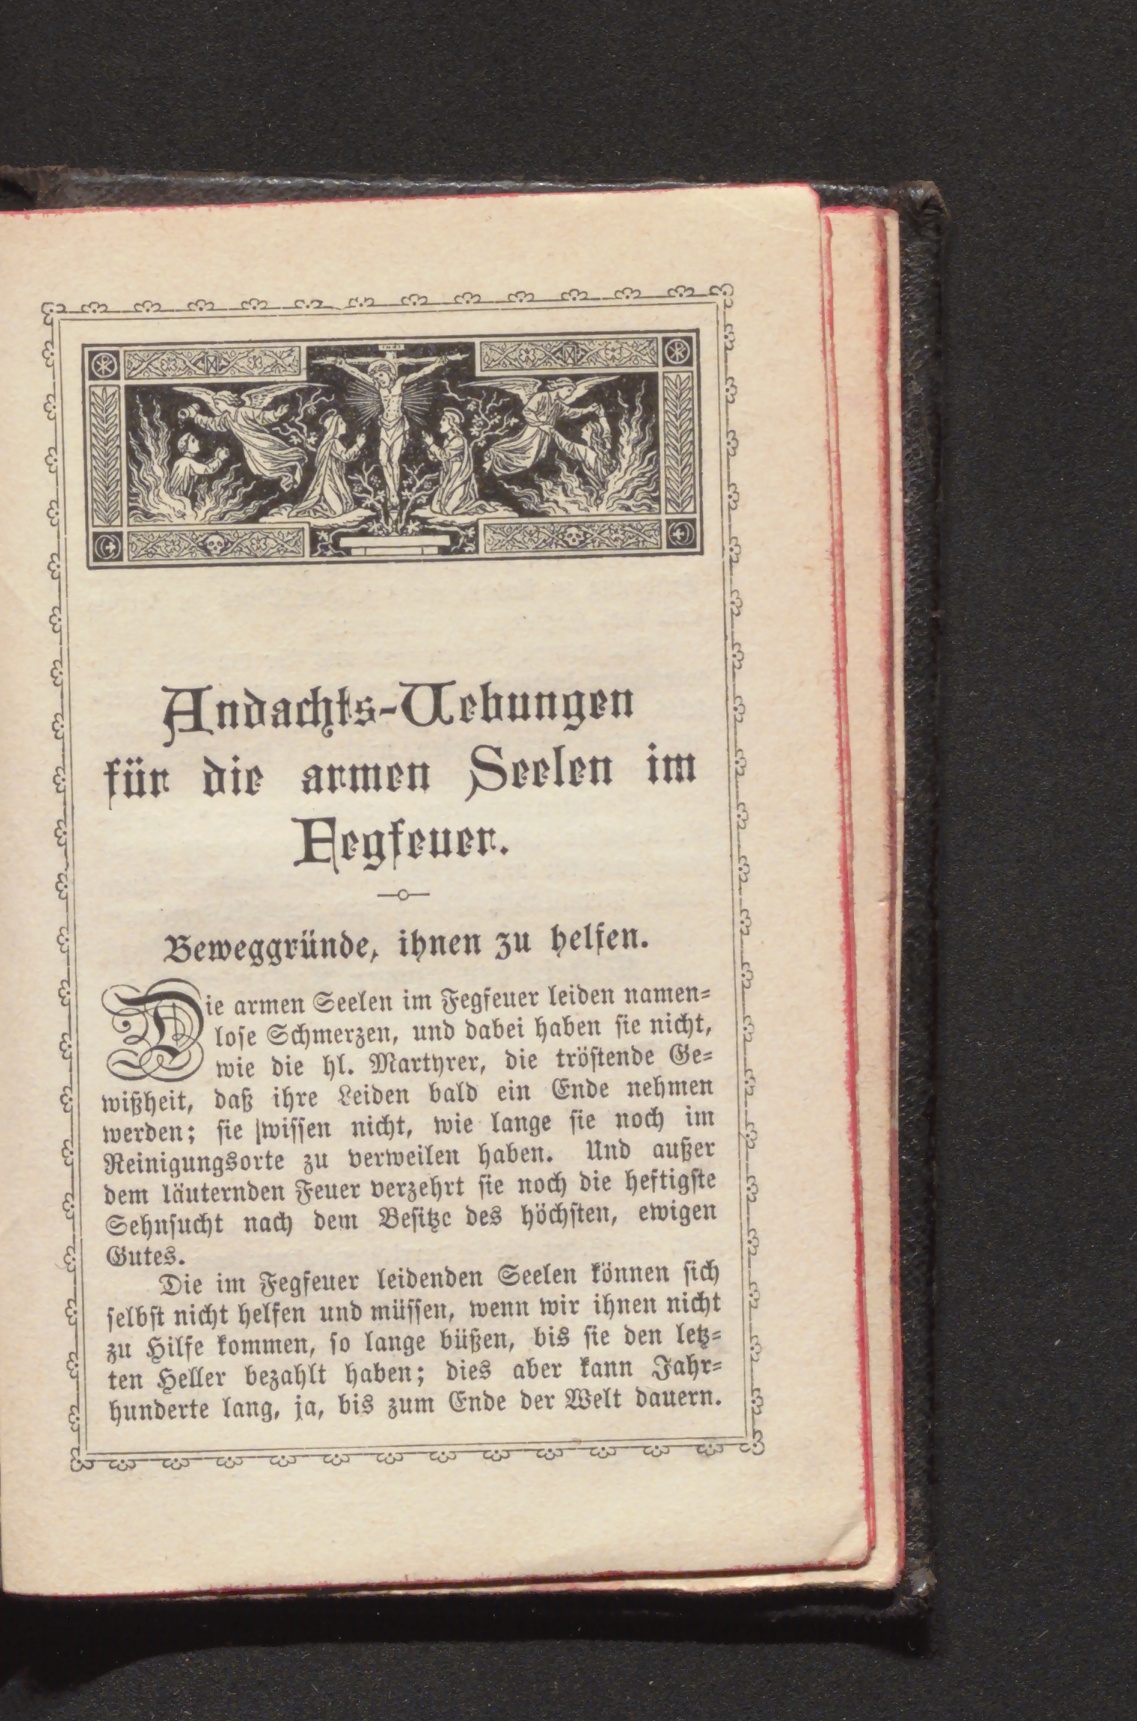 Andachts-Uebungen
für die armen Seelen im
Fegfeuer.
Beweggründe, ihnen zu helfen.
Die armen Seelen im Fegfeuer leiden namen-
lose Schmerzen, und dabei haben sie nicht,
wie die hl. Martyrer, die tröstende Ge-
wißheit, daß ihre Leiden bald ein Ende nehmen
werden; sie wissen nicht, wie lange sie noch im
Reinigungsorte zu verweilen haben. Und außer
dem läuternden Feuer verzehrt sie noch die heftigste
Sehnsucht nach dem Besitze des höchsten, ewigen
Gutes.
Die im Fegfeuer leidenden Seelen können sich
selbst nicht helfen und müssen, wenn wir ihnen nicht
zu Hilfe kommen, so lange büßen, bis sie den letz-
ten Heller bezahlt haben; dies aber kann Jahr-
hunderte lang, ja, bis zum Ende der Welt dauern.